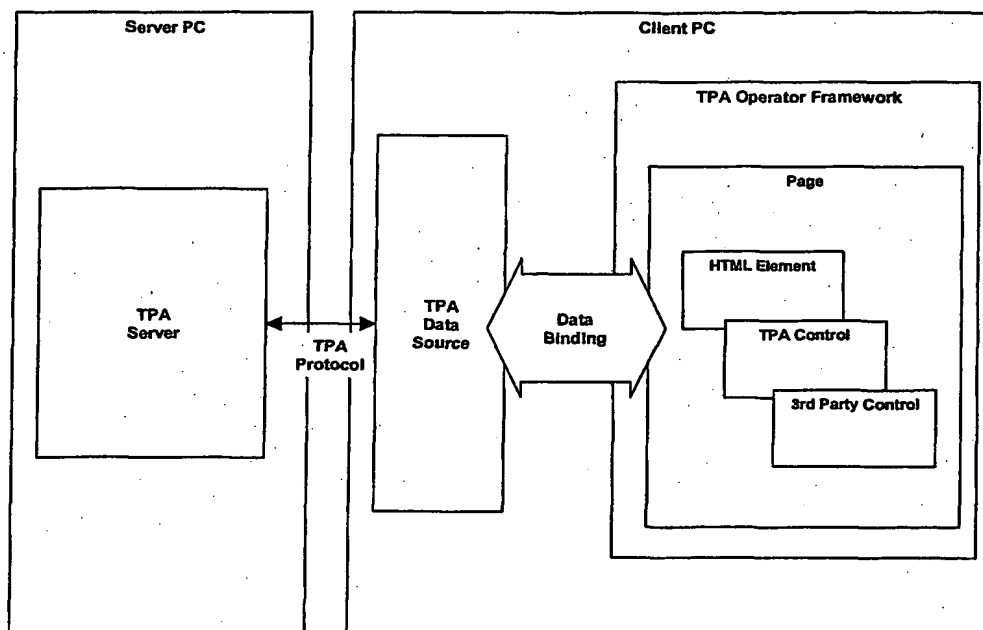 Server PC
Client PC
TPA Operator Framework
Page
HTML Element
TPA Control
3rd Party Control
TPA
Server
TPA
Protocol
TPA
Data
Source
Data
Binding